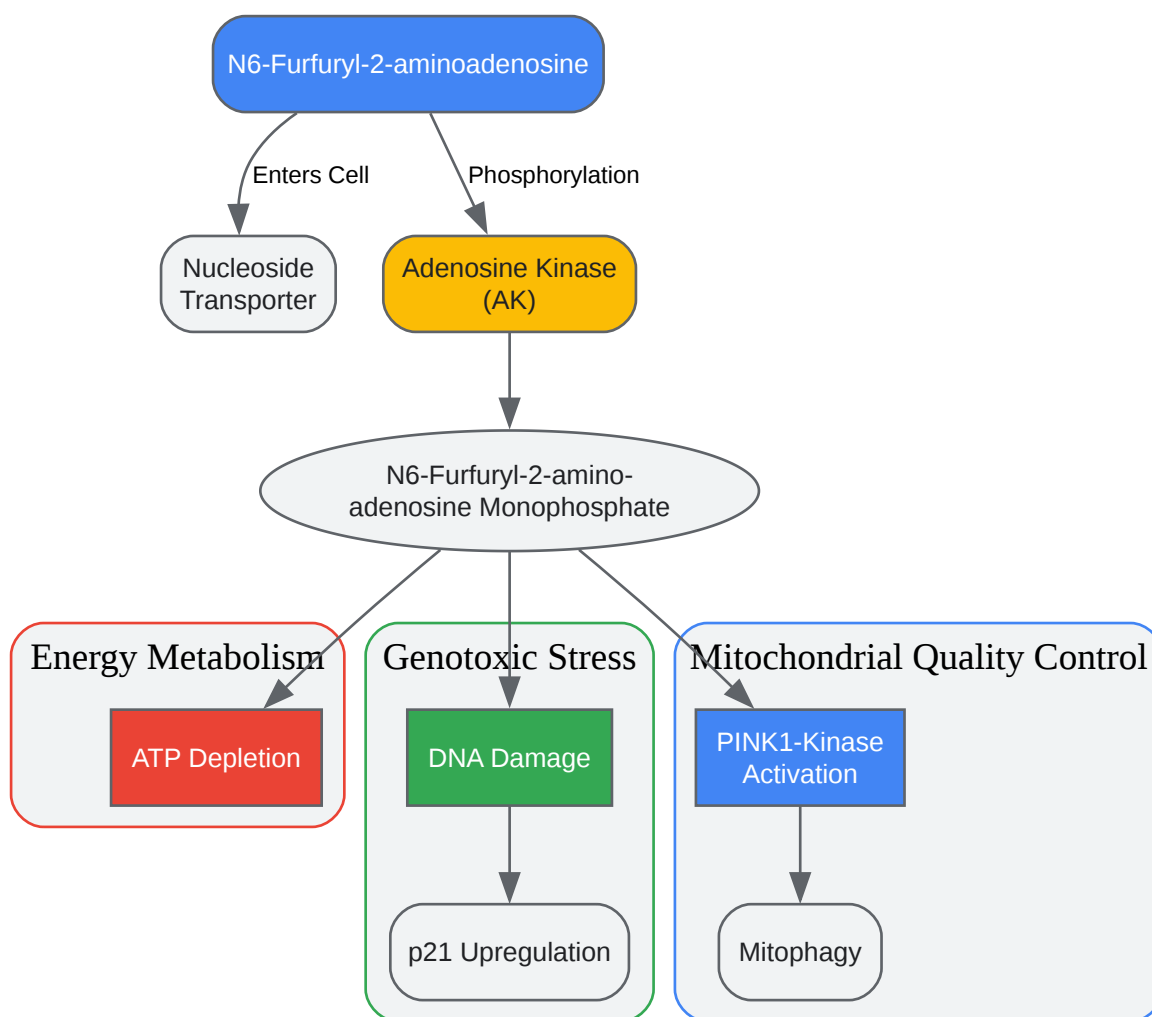 N6-Furfuryl-2-aminoadenosine
Enters Cell
Phosphorylation
Nucleoside
Transporter
Adenosine Kinase
(AK)
N6-Furfuryl-2-amino-
adenosine Monophosphate
Energy Metabolism
Genotoxic Stress
Mitochondrial Quality Control
ATP Depletion
DNA Damage
PINK1-Kinase
Activation
p21 Upregulation
Mitophagy